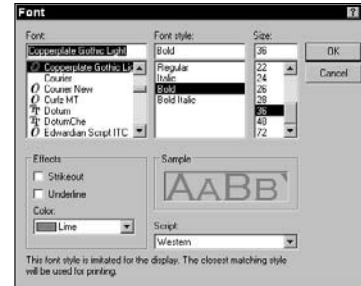 Font
Font:
Font style:
Size:
Copperplate Gothic Light
Bold
36
OK
Cancel
Copperplate Gothic Lig
Courier
Courier New
Curlz MT
Dotum
DotumChe
Edwardian Script ITC
Regular
Italic
Bold
Bold Italic
22
24
26
28
36
48
72
Effects
Strikeout
Underline
Color:
Lime
Sample
AABB
Script:
Western
This font style is imitated for the display. The closest matching style
will be used for printing.